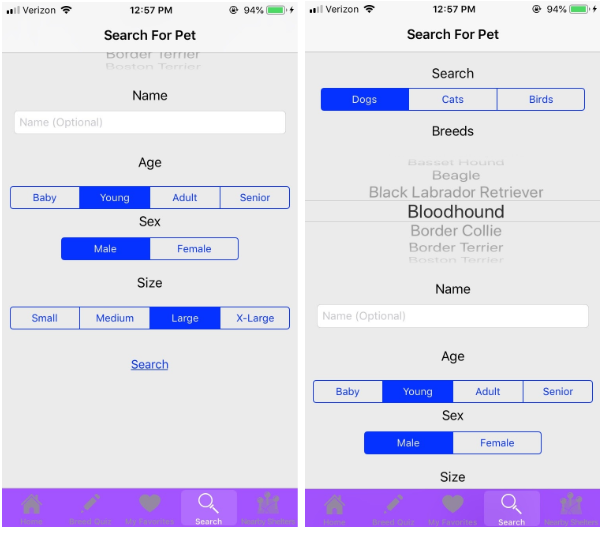 Verizon 12:57 PM 94%
Search For Pet
Border Terrier
Boston Terrier
Name
Name (Optional)
Age
Baby Young Adult Senior
Sex
Male Female
Size
Small Medium Large X-Large
Search
Home Breed Quiz My Favorites Search Nearby Shelters
Verizon 12:57 PM 94%
Search For Pet
Search
Dogs Cats Birds
Breeds
Basset Hound
Beagle
Black Labrador Retriever
Bloodhound
Border Collie
Border Terrier
Boston Terrier
Name
Name (Optional)
Age
Baby Young Adult Senior
Sex
Male Female
Size
Home Breed Quiz My Favorites Search Nearby Shelters